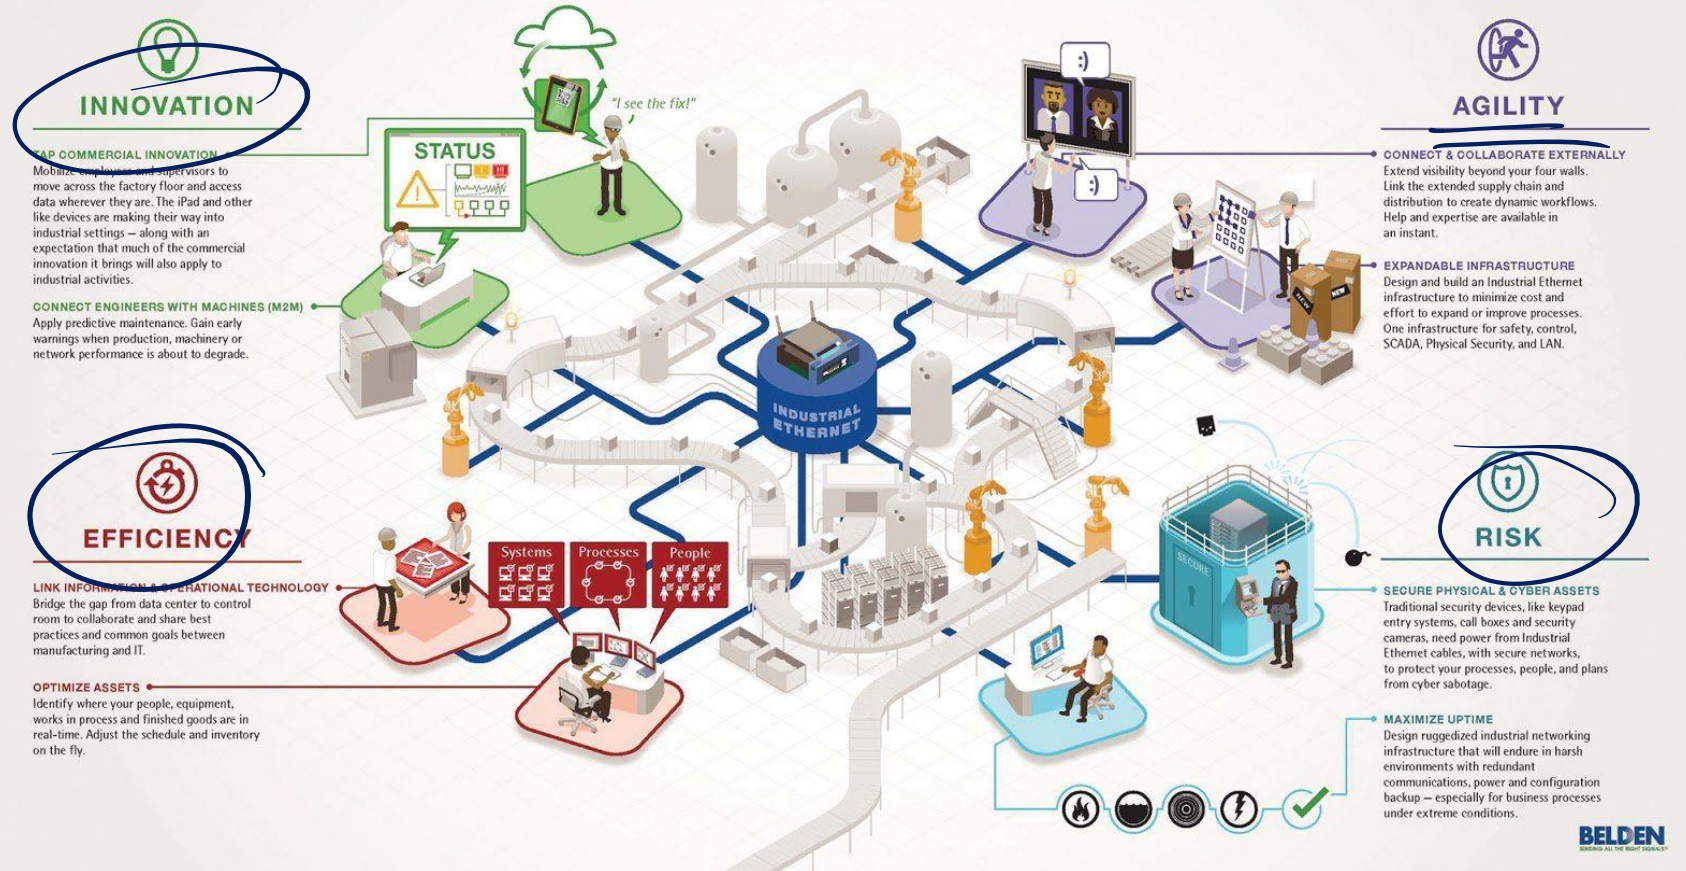 INNOVATION
TAP COMMERCIAL INNOVATION
Mobilize employees and supervisors to
move across the factory floor and access
data wherever they are. The iPad and other
like devices are making their way into
industrial settings – along with an
expectation that much of the commercial
innovation it brings will also apply to
industrial activities.
CONNECT ENGINEERS WITH MACHINES (M2M)
Apply predictive maintenance. Gain early
warnings when production, machinery or
network performance is about to degrade.
EFFICIENCY
LINK INFORMATION & OPERATIONAL TECHNOLOGY
Bridge the gap from data center to control
room to collaborate and share best
practices and common goals between
manufacturing and IT.
OPTIMIZE ASSETS
Identify where your people, equipment,
works in process and finished goods are in
real-time. Adjust the schedule and inventory
on the fly.
"I see the fix!"
STATUS
:)
:)
INDUSTRIAL
ETHERNET
Systems
Processes
People
NEW
NEW
SECURE
AGILITY
CONNECT & COLLABORATE EXTERNALLY
Extend visibility beyond your four walls.
Link the extended supply chain and
distribution to create dynamic workflows.
Help and expertise are available in
an instant.
EXPANDABLE INFRASTRUCTURE
Design and build an Industrial Ethernet
infrastructure to minimize cost and
effort to expand or improve processes.
One infrastructure for safety, control,
SCADA, Physical Security, and LAN.
RISK
SECURE PHYSICAL & CYBER ASSETS
Traditional security devices, like keypad
entry systems, call boxes and security
cameras, need power from Industrial
Ethernet cables, with secure networks,
to protect your processes, people, and plans
from cyber sabotage.
MAXIMIZE UPTIME
Design ruggedized industrial networking
infrastructure that will endure in harsh
environments with redundant
communications, power and configuration
backup – especially for business processes
under extreme conditions.
BELDEN
SENDING ALL THE RIGHT SIGNALS